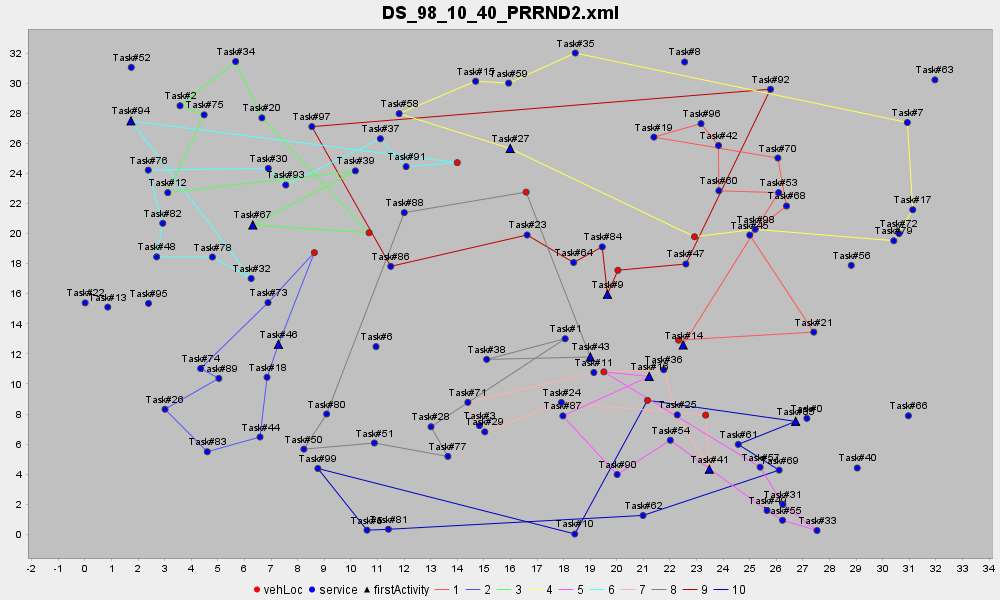 DS_98_10_40_PRRND2.xml
32
30
28
26
24
22
20
18
16
14
12
10
8
6
4
2
0
Task#52
Task#34
Task#35
Task#8
Task#15
Task#59
Task#92
Task#63
Task#2
Task#75
Task#20
Task#94
Task#97
Task#58
Task#7
Task#37
Task#27
Task#19
Task#96
Task#42
Task#76
Task#30
Task#39
Task#91
Task#70
Task#12
Task#93
Task#60
Task#53
Task#68
Task#82
Task#67
Task#88
Task#23
Task#98
Task#17
Task#72
Task#48
Task#78
Task#86
Task#64
Task#84
Task#47
Task#56
Task#32
Task#22
Task#13
Task#95
Task#73
Task#9
Task#21
Task#46
Task#6
Task#38
Task#1
Task#43
Task#14
Task#74
Task#89
Task#18
Task#11
Task#36
Task#26
Task#80
Task#71
Task#24
Task#87
Task#25
Task#0
Task#66
Task#83
Task#44
Task#50
Task#51
Task#28
Task#3
Task#29
Task#77
Task#54
Task#61
Task#99
Task#90
Task#41
Task#57
Task#69
Task#40
Task#81
Task#10
Task#62
Task#31
Task#55
Task#33
-2 -1 0 1 2 3 4 5 6 7 8 9 10 11 12 13 14 15 16 17 18 19 20 21 22 23 24 25 26 27 28 29 30 31 32 33 34
vehLoc service firstActivity 1 2 3 4 5 6 7 8 9 10